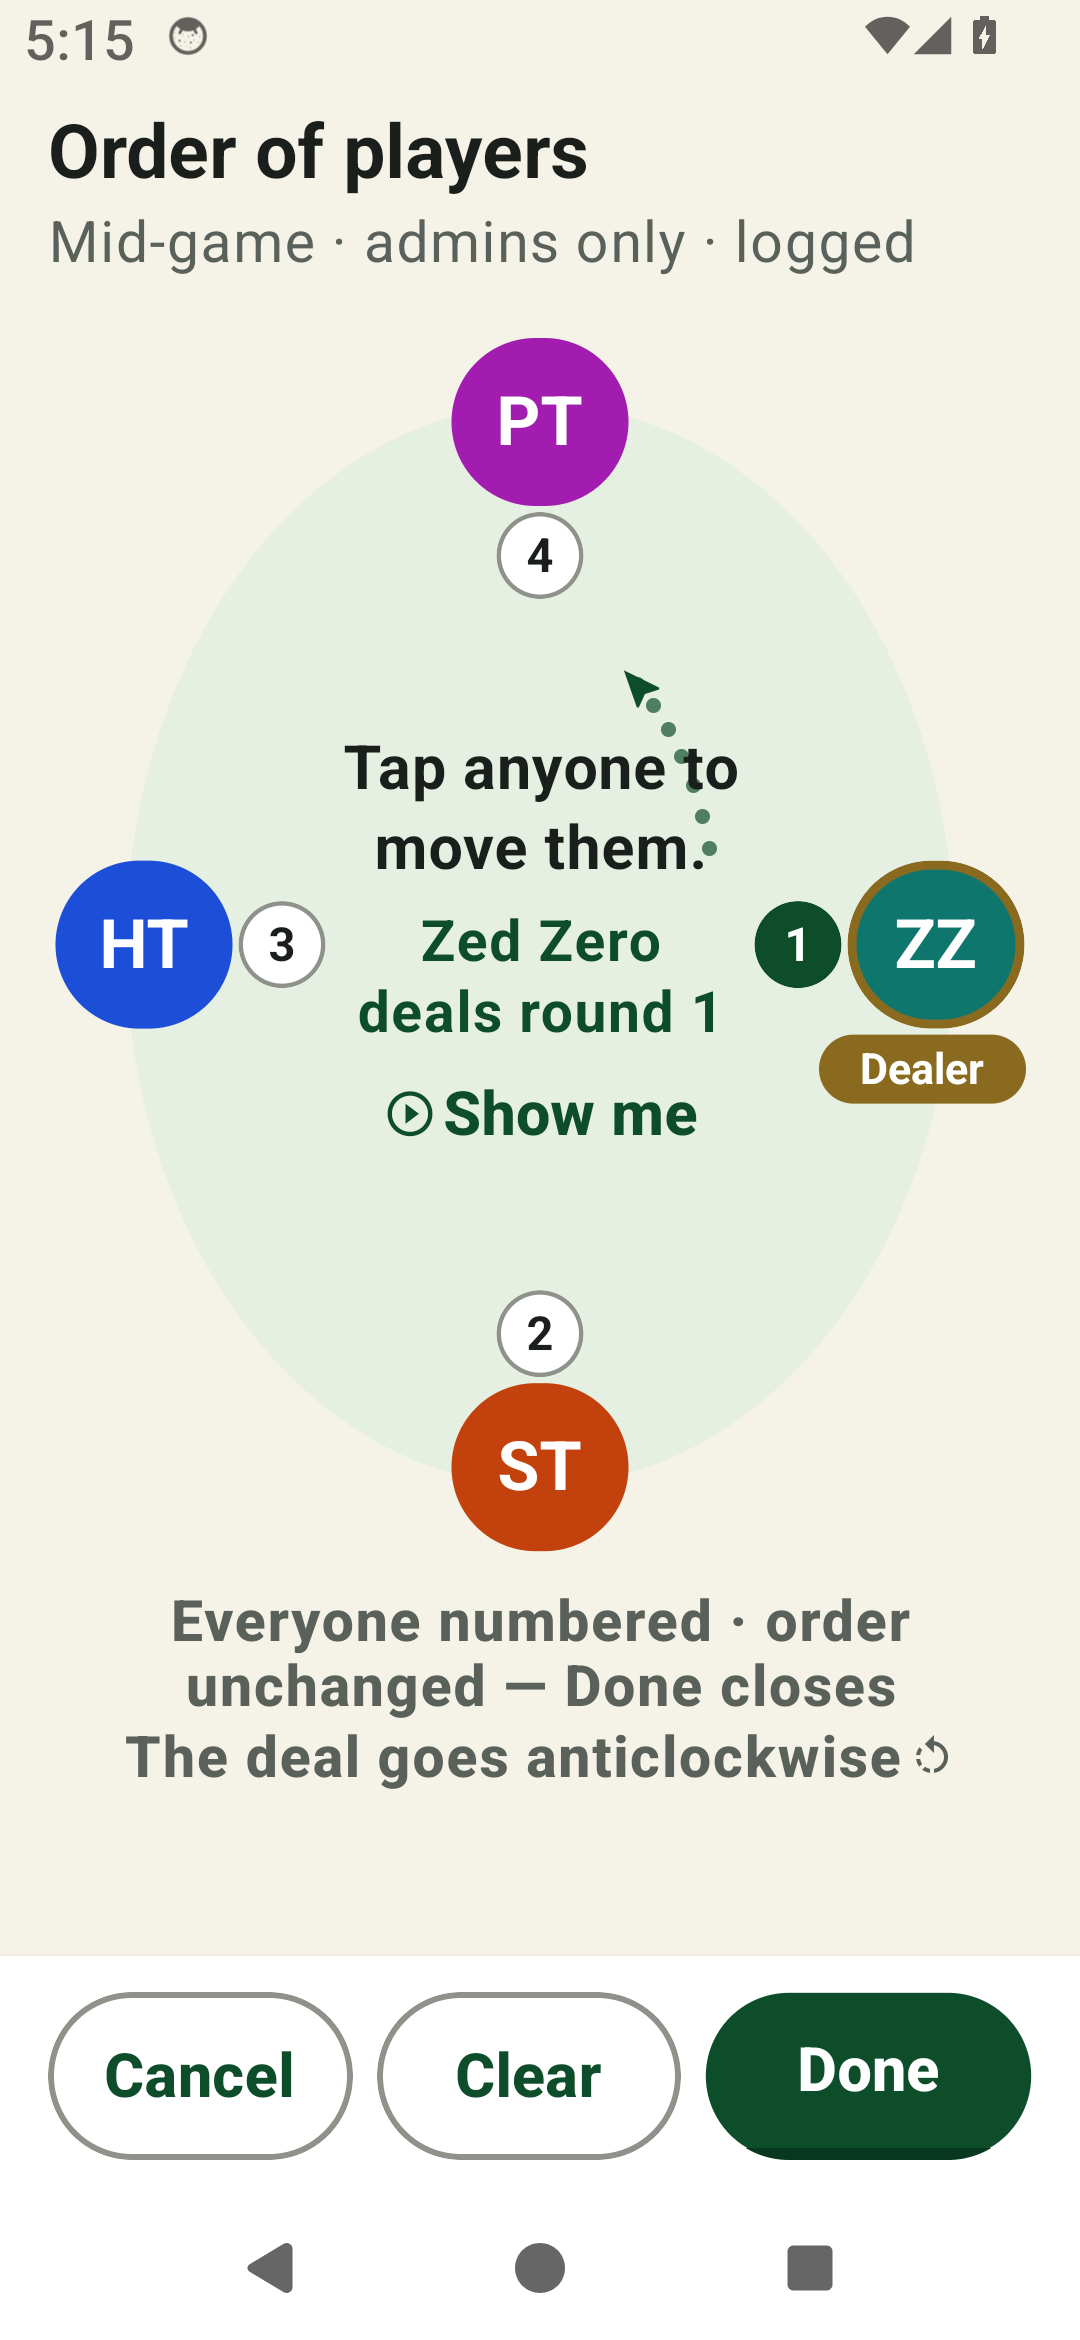 5:15
Order of players
Mid-game · admins only · logged
PT
4
Tap anyone to
move them.
HT
3
Zed Zero
deals round 1
1
ZZ
Dealer
Show me
2
ST
Everyone numbered · order
unchanged — Done closes
The deal goes anticlockwise
Cancel
Clear
Done